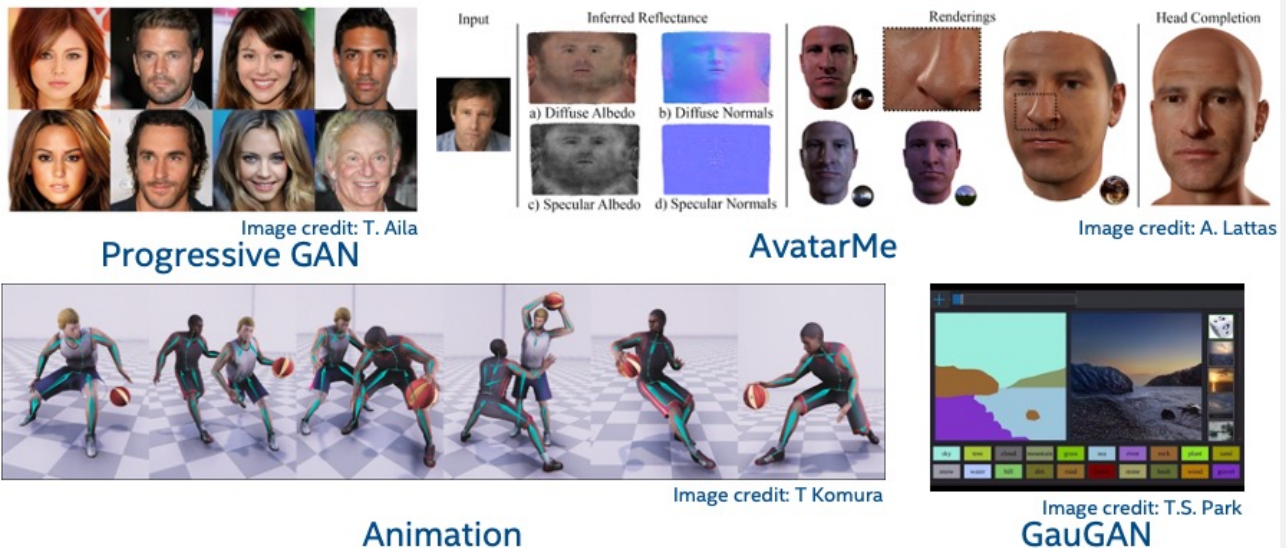 Input
Inferred Reflectance
Renderings
Head Completion
a) Diffuse Albedo
b) Diffuse Normals
c) Specular Albedo
d) Specular Normals
Image credit: T. Aila
Progressive GAN
Image credit: A. Lattas
AvatarMe
Image credit: T Komura
Animation
sky tree cloud mountain grass sea river rock plant sand
snow water hill dirt road stone bush wood gravel
Image credit: T.S. Park
GauGAN